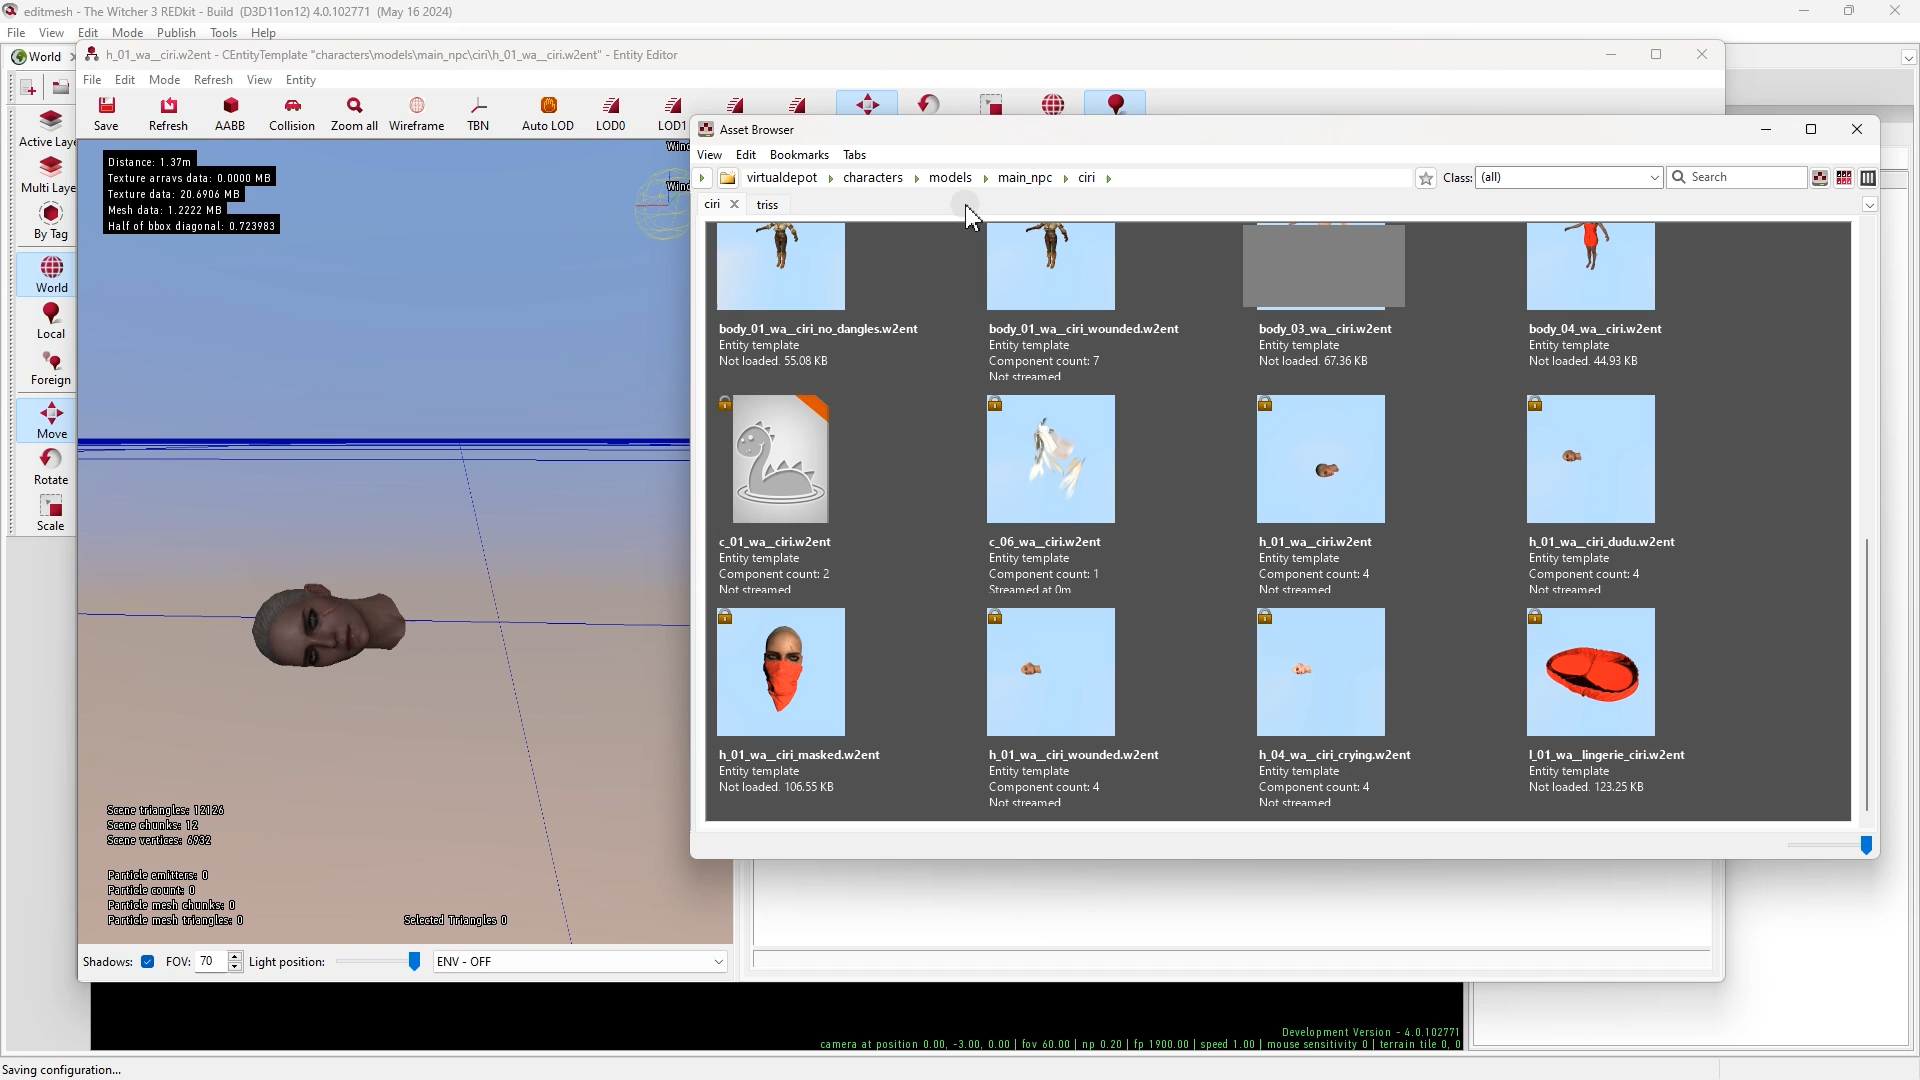 editmesh - The Witcher 3 REDkit - Build (D3D11on12) 4.0.102771 (May 16 2024)
File View Edit Mode Publish Tools Help
World
h_01_wa__ciri.w2ent - CEntityTemplate "characters\models\main_npc\ciri\h_01_wa__ciri.w2ent" - Entity Editor
File Edit Mode Refresh View Entity
Save Refresh AABB Collision Zoom all Wireframe TBN Auto LOD LOD0 LOD1
Active Laye
Multi Laye
By Tag
World
Local
Foreign
Move
Rotate
Scale
Distance: 1.37m
Texture arrays data: 0.0000 MB
Texture data: 20.6906 MB
Mesh data: 1.2222 MB
Half of bbox diagonal: 0.723983
Wind
Wind
Asset Browser
View Edit Bookmarks Tabs
virtualdepot characters models main_npc ciri Class: (all) Search
ciri triss
body_01_wa__ciri_no_dangles.w2ent
Entity template
Not loaded. 55.08 KB
body_01_wa__ciri_wounded.w2ent
Entity template
Component count: 7
Not streamed
body_03_wa__ciri.w2ent
Entity template
Not loaded. 67.36 KB
body_04_wa__ciri.w2ent
Entity template
Not loaded. 44.93 KB
c_01_wa__ciri.w2ent
Entity template
Component count: 2
Not streamed
c_06_wa__ciri.w2ent
Entity template
Component count: 1
Streamed at 0m
h_01_wa__ciri.w2ent
Entity template
Component count: 4
Not streamed
h_01_wa__ciri_dudu.w2ent
Entity template
Component count: 4
Not streamed
h_01_wa__ciri_masked.w2ent
Entity template
Not loaded. 106.55 KB
h_01_wa__ciri_wounded.w2ent
Entity template
Component count: 4
Not streamed
h_04_wa__ciri_crying.w2ent
Entity template
Component count: 4
Not streamed
l_01_wa__lingerie_ciri.w2ent
Entity template
Not loaded. 123.25 KB
Scene triangles: 12126
Scene chunks: 12
Scene vertices: 6932
Particle emitters: 0
Particle count: 0
Particle mesh chunks: 0
Particle mesh triangles: 0
Selected Triangles 0
Shadows: FOV: 70 Light position: ENV - OFF
Development Version - 4.0.102771
camera at position 0.00, -3.00, 0.00 | fov 60.00 | np 0.20 | fp 1900.00 | speed 1.00 | mouse sensitivity 0 | terrain tile 0, 0
Saving configuration...